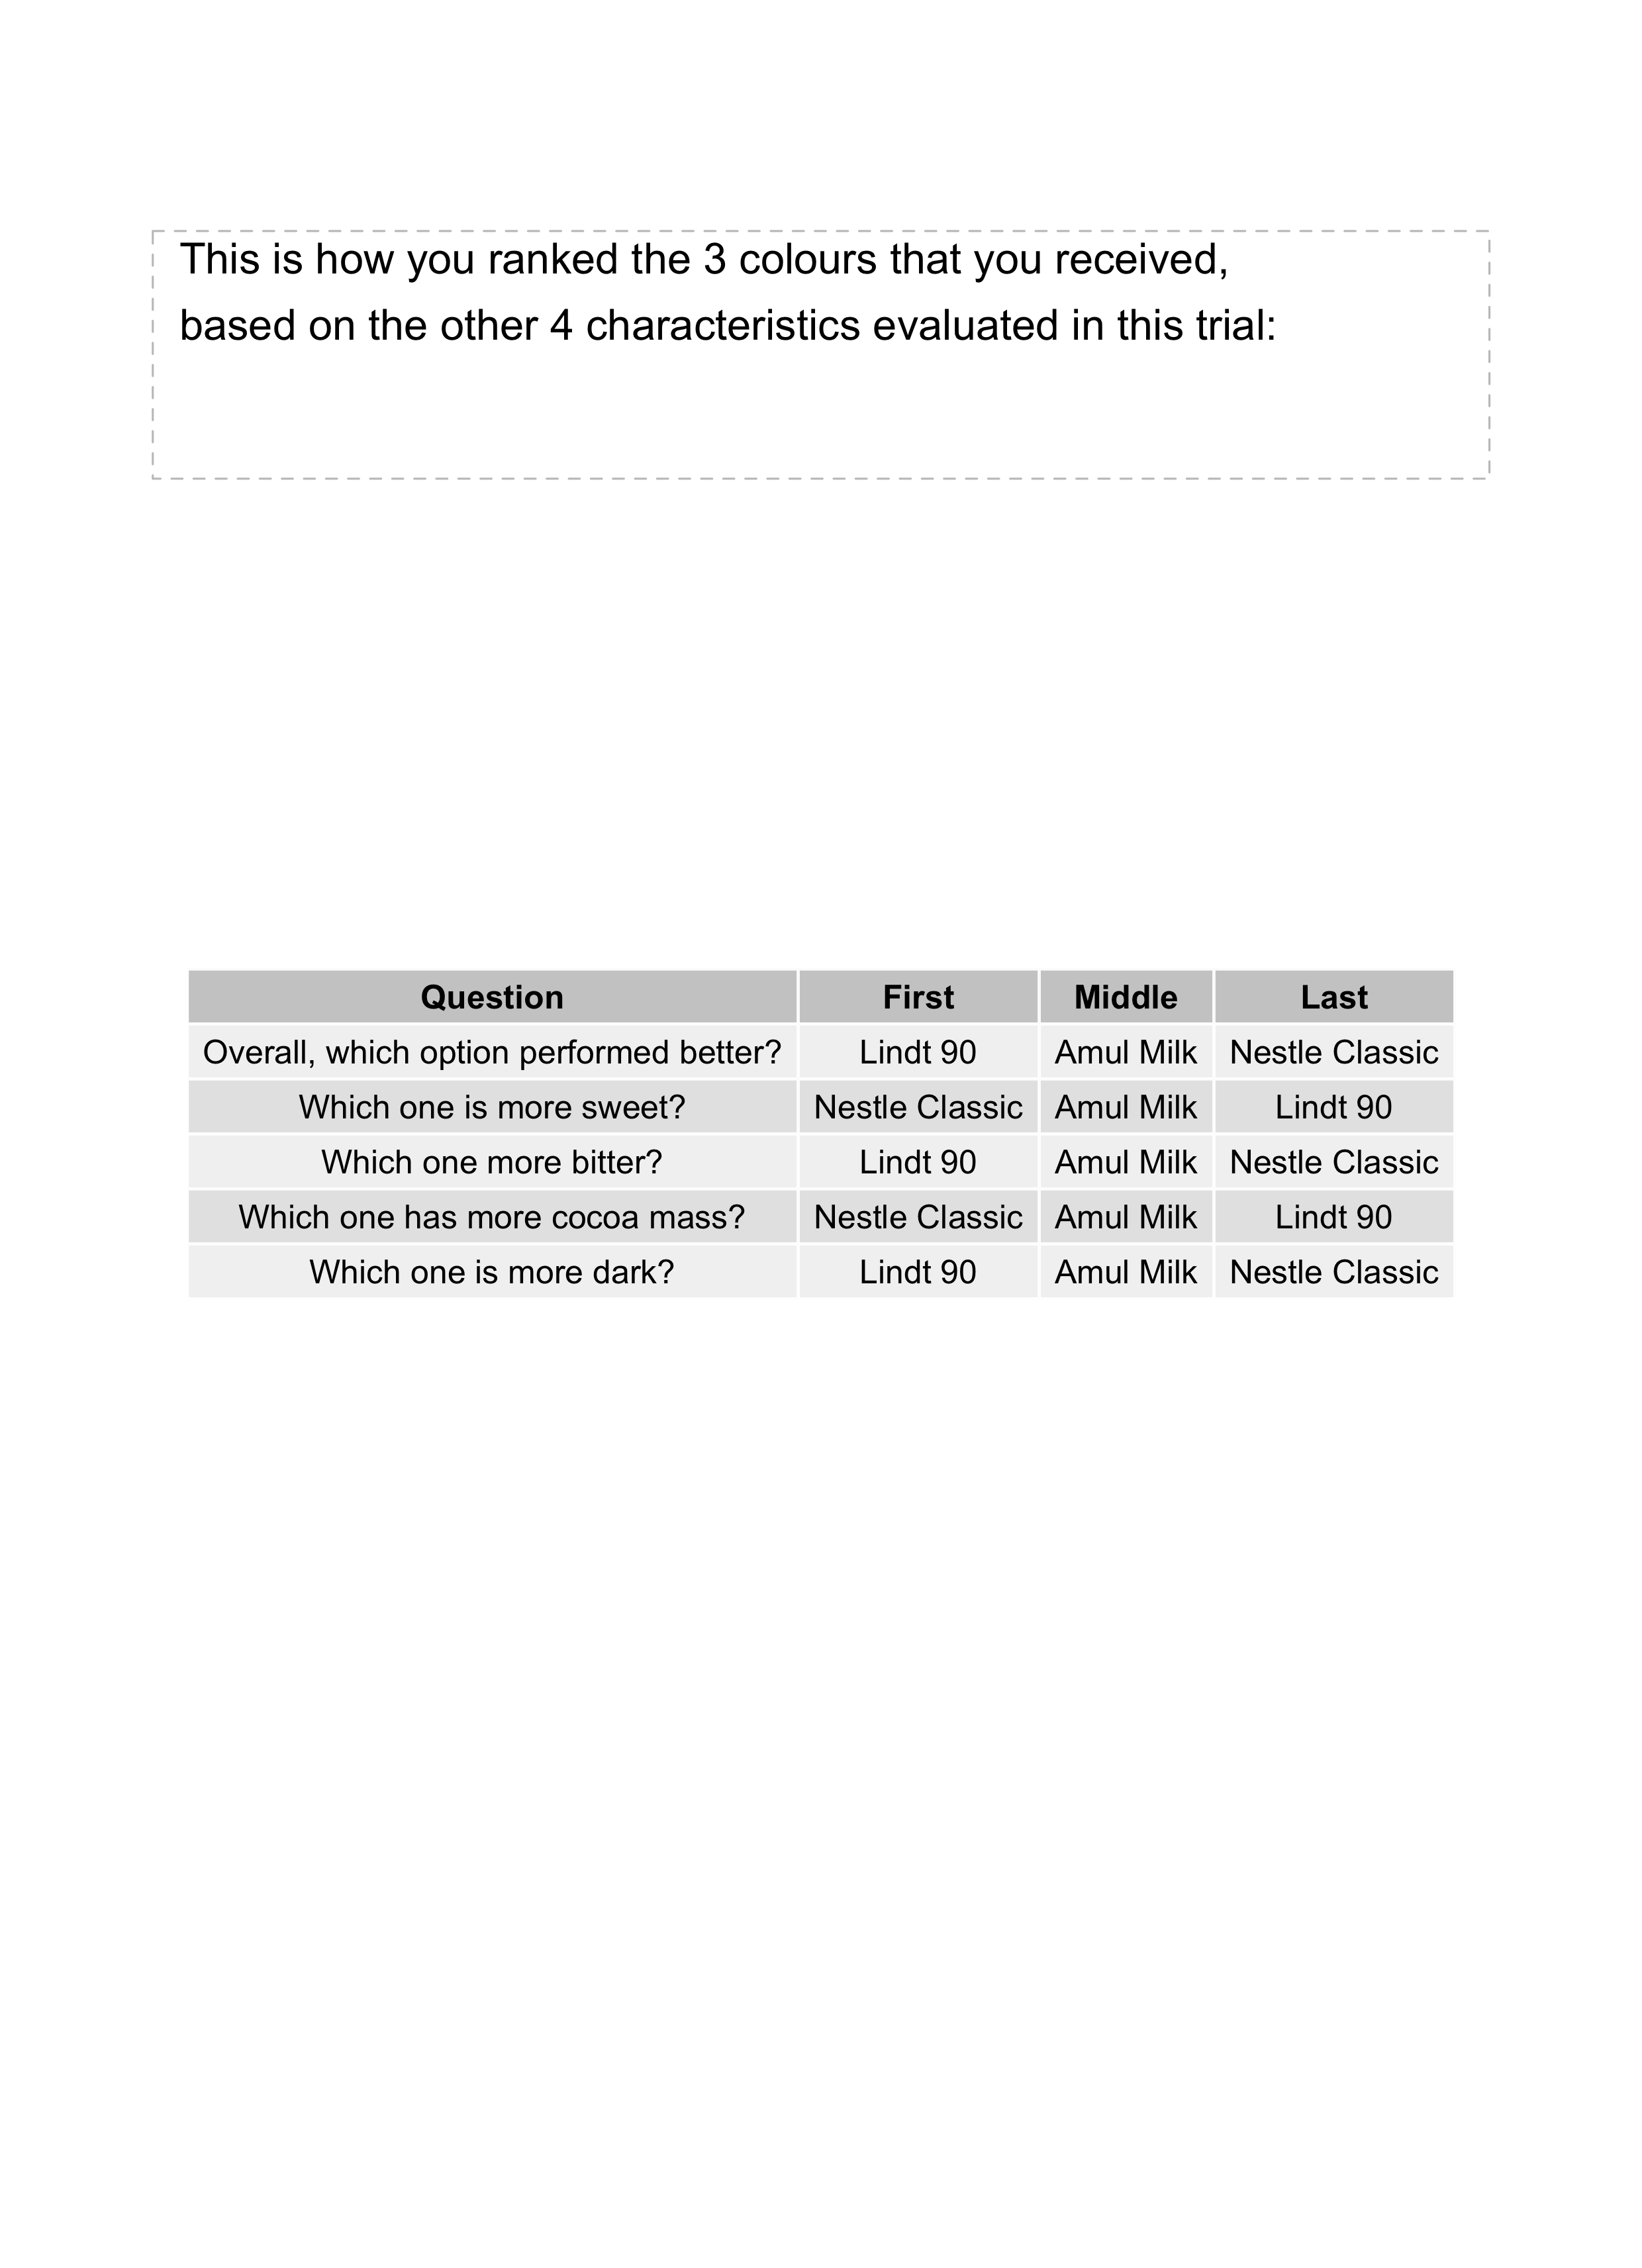 This is how you ranked the 3 colours that you received,
based on the other 4 characteristics evaluated in this trial:
Question First Middle Last
Overall, which option performed better? Lindt 90 Amul Milk Nestle Classic
Which one is more sweet? Nestle Classic Amul Milk Lindt 90
Which one more bitter? Lindt 90 Amul Milk Nestle Classic
Which one has more cocoa mass? Nestle Classic Amul Milk Lindt 90
Which one is more dark? Lindt 90 Amul Milk Nestle Classic